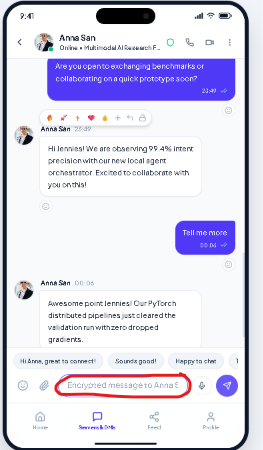 9:41
Anna San
Online • Multimodal AI Research F...
Are you open to exchanging benchmarks or
collaborating on a quick prototype soon?
23:49
Anna San 23:49
Hi Jennies! We are observing 99.4% intent
precision with our new local agent
orchestrator. Excited to collaborate with
you on this!
Tell me more
00:06
Anna San 00:06
Awesome point Jennies! Our PyTorch
distributed pipelines just cleared the
validation run with zero dropped
gradients.
Hi Anna, great to connect! Sounds good! Happy to chat
Encrypted message to Anna S
Home Servers & DMs Feed Profile